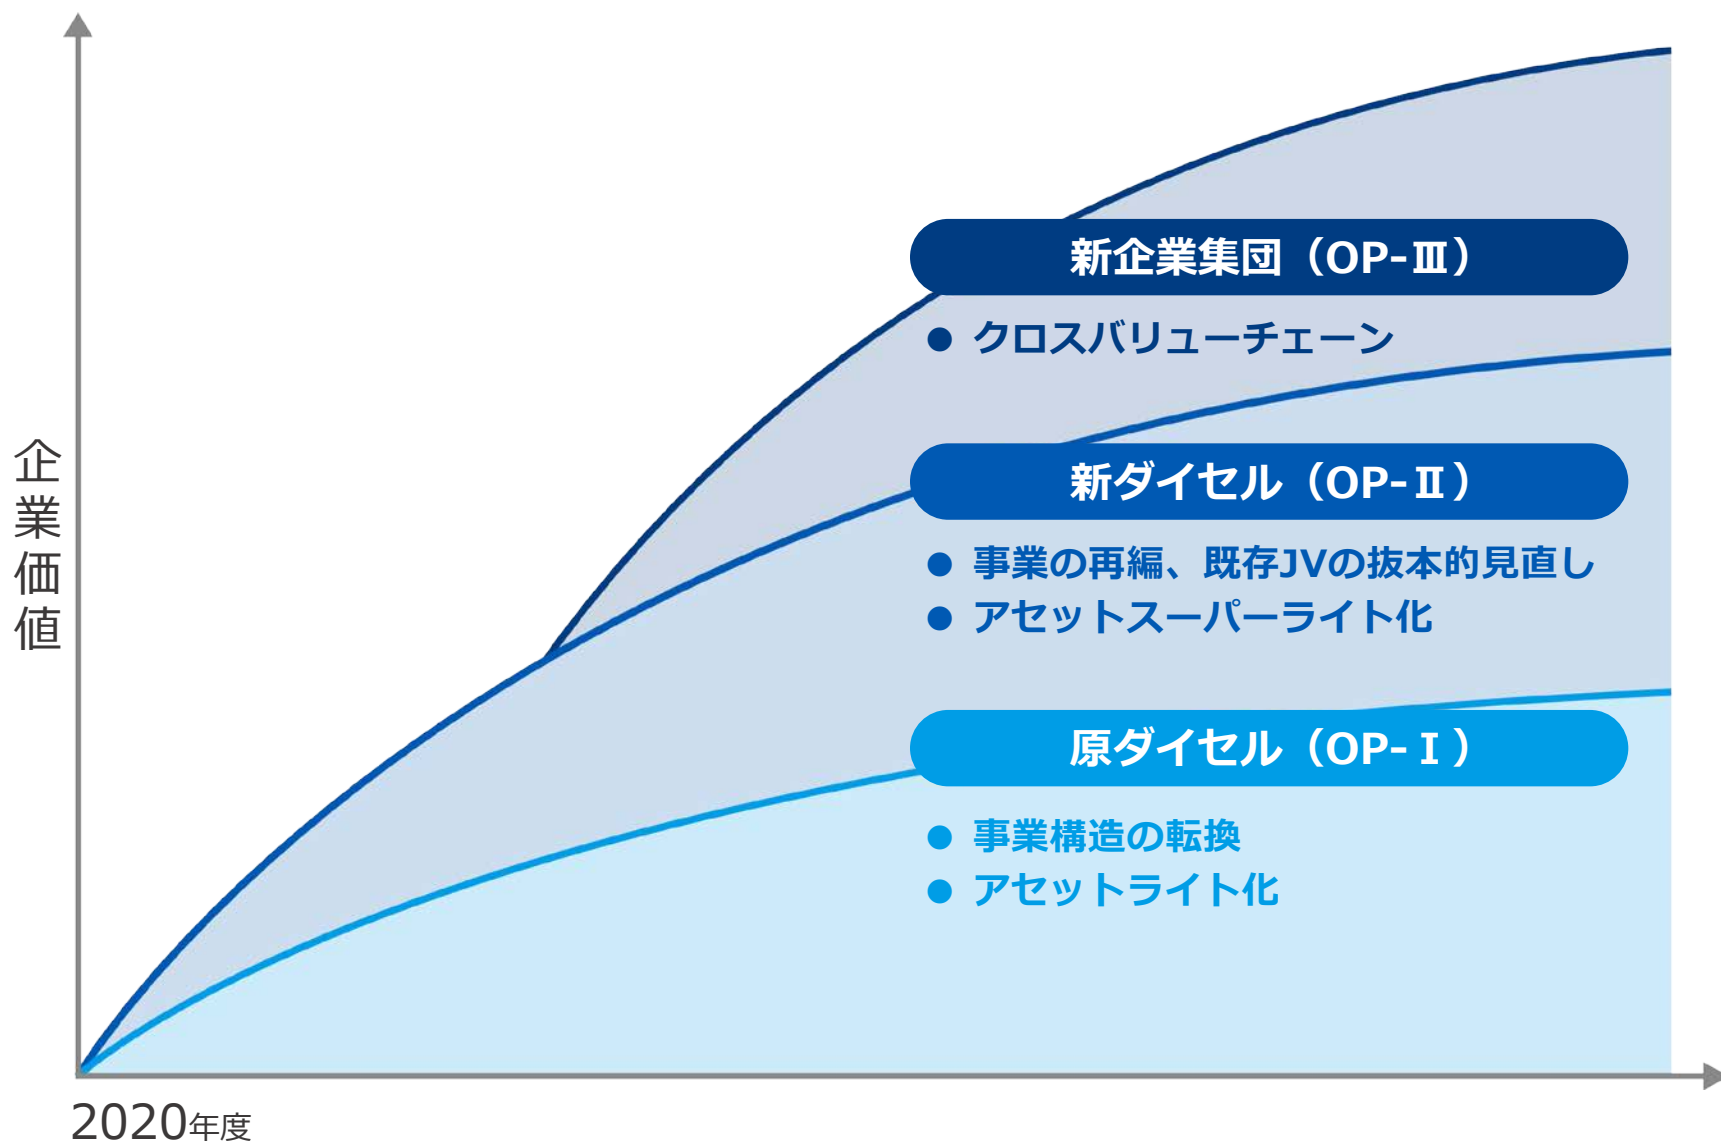 企業価値
新企業集団（OP-Ⅲ）
● クロスバリューチェーン
新ダイセル（OP-Ⅱ）
● 事業の再編、既存JVの抜本的見直し
● アセットスーパーライト化
原ダイセル（OP-Ⅰ）
● 事業構造の転換
● アセットライト化
2020年度